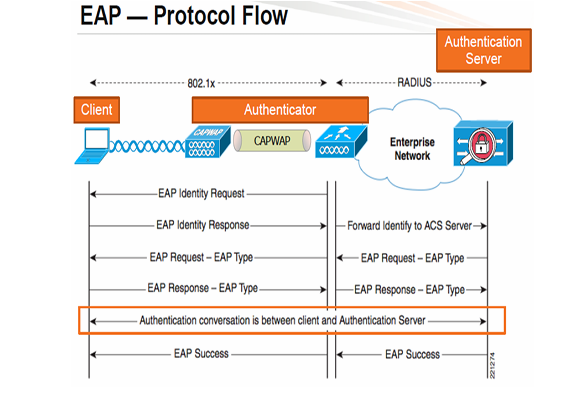 EAP — Protocol Flow
Authentication
Server
802.1x
RADIUS
Client
Authenticator
CAPWAP
CAPWAP
Enterprise
Network
EAP Identity Request
EAP Identity Response
Forward Identify to ACS Server
EAP Request – EAP Type
EAP Request – EAP Type
EAP Response – EAP Type
EAP Response – EAP Type
Authentication conversation is between client and Authentication Server
EAP Success
EAP Success
221274